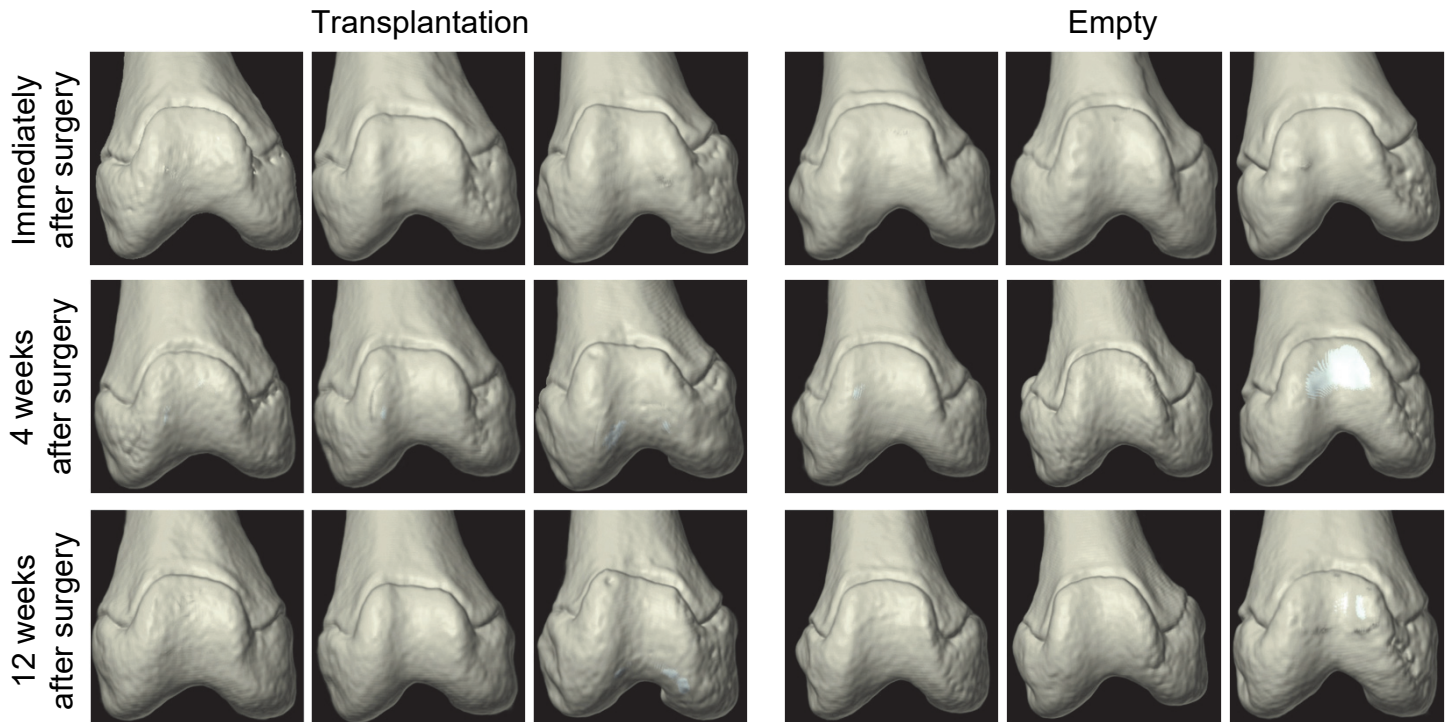 Transplantation
Empty
Immediately
after surgery
4 weeks
after surgery
12 weeks
after surgery